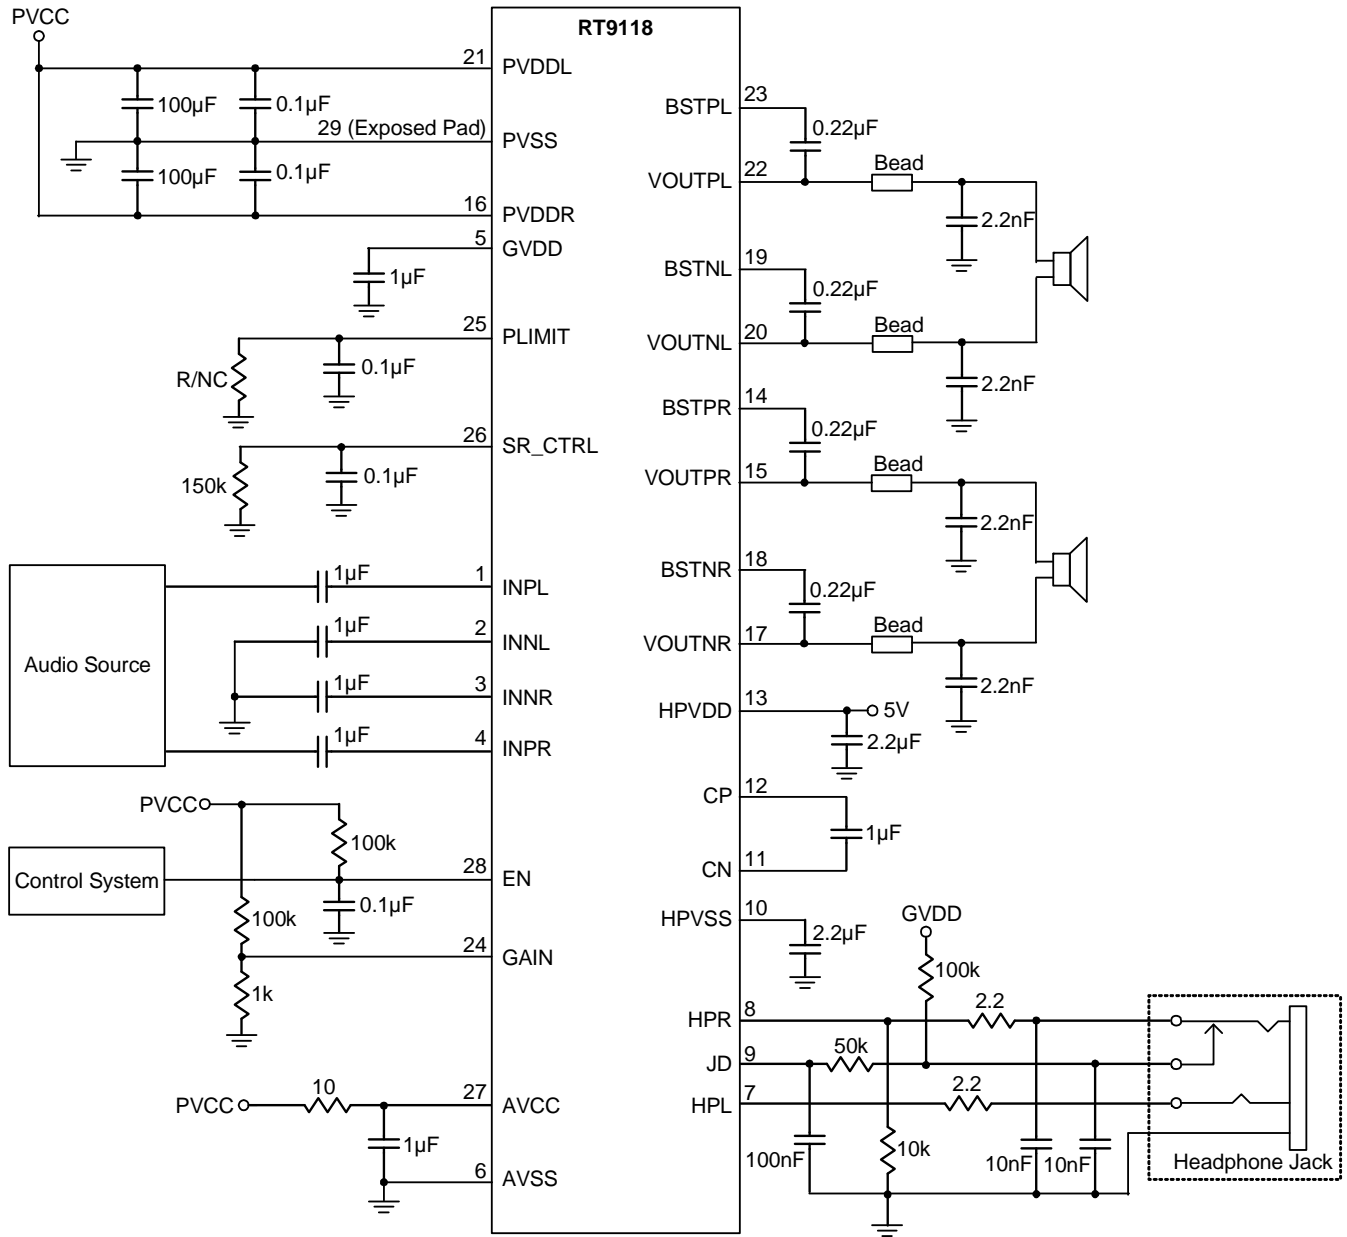 PVCC
RT9118
21
PVDDL
100µF
0.1µF
29 (Exposed Pad)
PVSS
100µF
0.1µF
16
PVDDR
5
GVDD
1µF
25
PLIMIT
R/NC
0.1µF
26
SR_CTRL
150k
0.1µF
Audio Source
1µF
1
INPL
1µF
2
INNL
1µF
3
INNR
1µF
4
INPR
PVCC
100k
Control System
28
EN
0.1µF
100k
24
GAIN
1k
PVCC
10
27
AVCC
1µF
6
AVSS
BSTPL
23
0.22µF
VOUTPL
22
Bead
2.2nF
BSTNL
19
0.22µF
VOUTNL
20
Bead
2.2nF
BSTPR
14
0.22µF
VOUTPR
15
Bead
2.2nF
BSTNR
18
0.22µF
VOUTNR
17
Bead
2.2nF
HPVDD
13
5V
2.2µF
CP
12
1µF
CN
11
HPVSS
10
2.2µF
GVDD
100k
HPR
8
2.2
JD
9
50k
HPL
7
2.2
100nF
10k
10nF
10nF
Headphone Jack